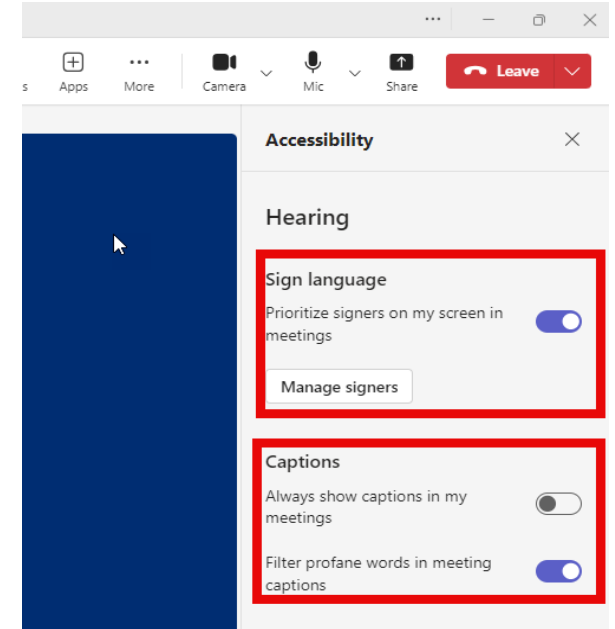 Apps
More
Camera
Mic
Share
Leave
Accessibility
Hearing
Sign language
Prioritize signers on my screen in
meetings
Manage signers
Captions
Always show captions in my
meetings
Filter profane words in meeting
captions